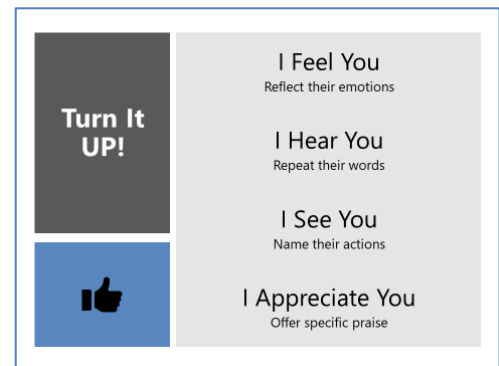 Turn It
UP!
I Feel You
Reflect their emotions
I Hear You
Repeat their words
I See You
Name their actions
I Appreciate You
Offer specific praise